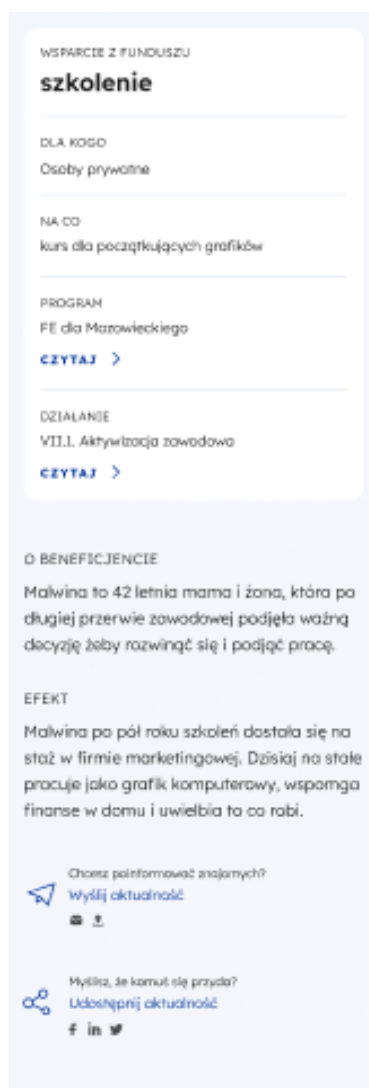 WSPARCIE Z FUNDUSZU
szkolenie
DLA KOGO
Osoby prywatne
NA CO
kurs dla początkujących grafików
PROGRAM
FE dla Mazowieckiego
CZYTAJ
DZIAŁANIE
VII.1. Aktywizacja zawodowa
CZYTAJ
O BENEFICJENCIE
Malwina to 42 letnia mama i żona, która po
długiej przerwie zawodowej podjęła ważną
decyzję żeby rozwinąć się i podjąć pracę.
EFEKT
Malwina po pół roku szkoleń dostała się na
staż w firmie marketingowej. Dzisiaj na stałe
pracuje jako grafik komputerowy, wspomga
finanse w domu i uwielbia to co robi.
Chcesz poinformować znajomych?
Wyślij aktualność
Myślisz, że komuś się przyda?
Udostępnij aktualność